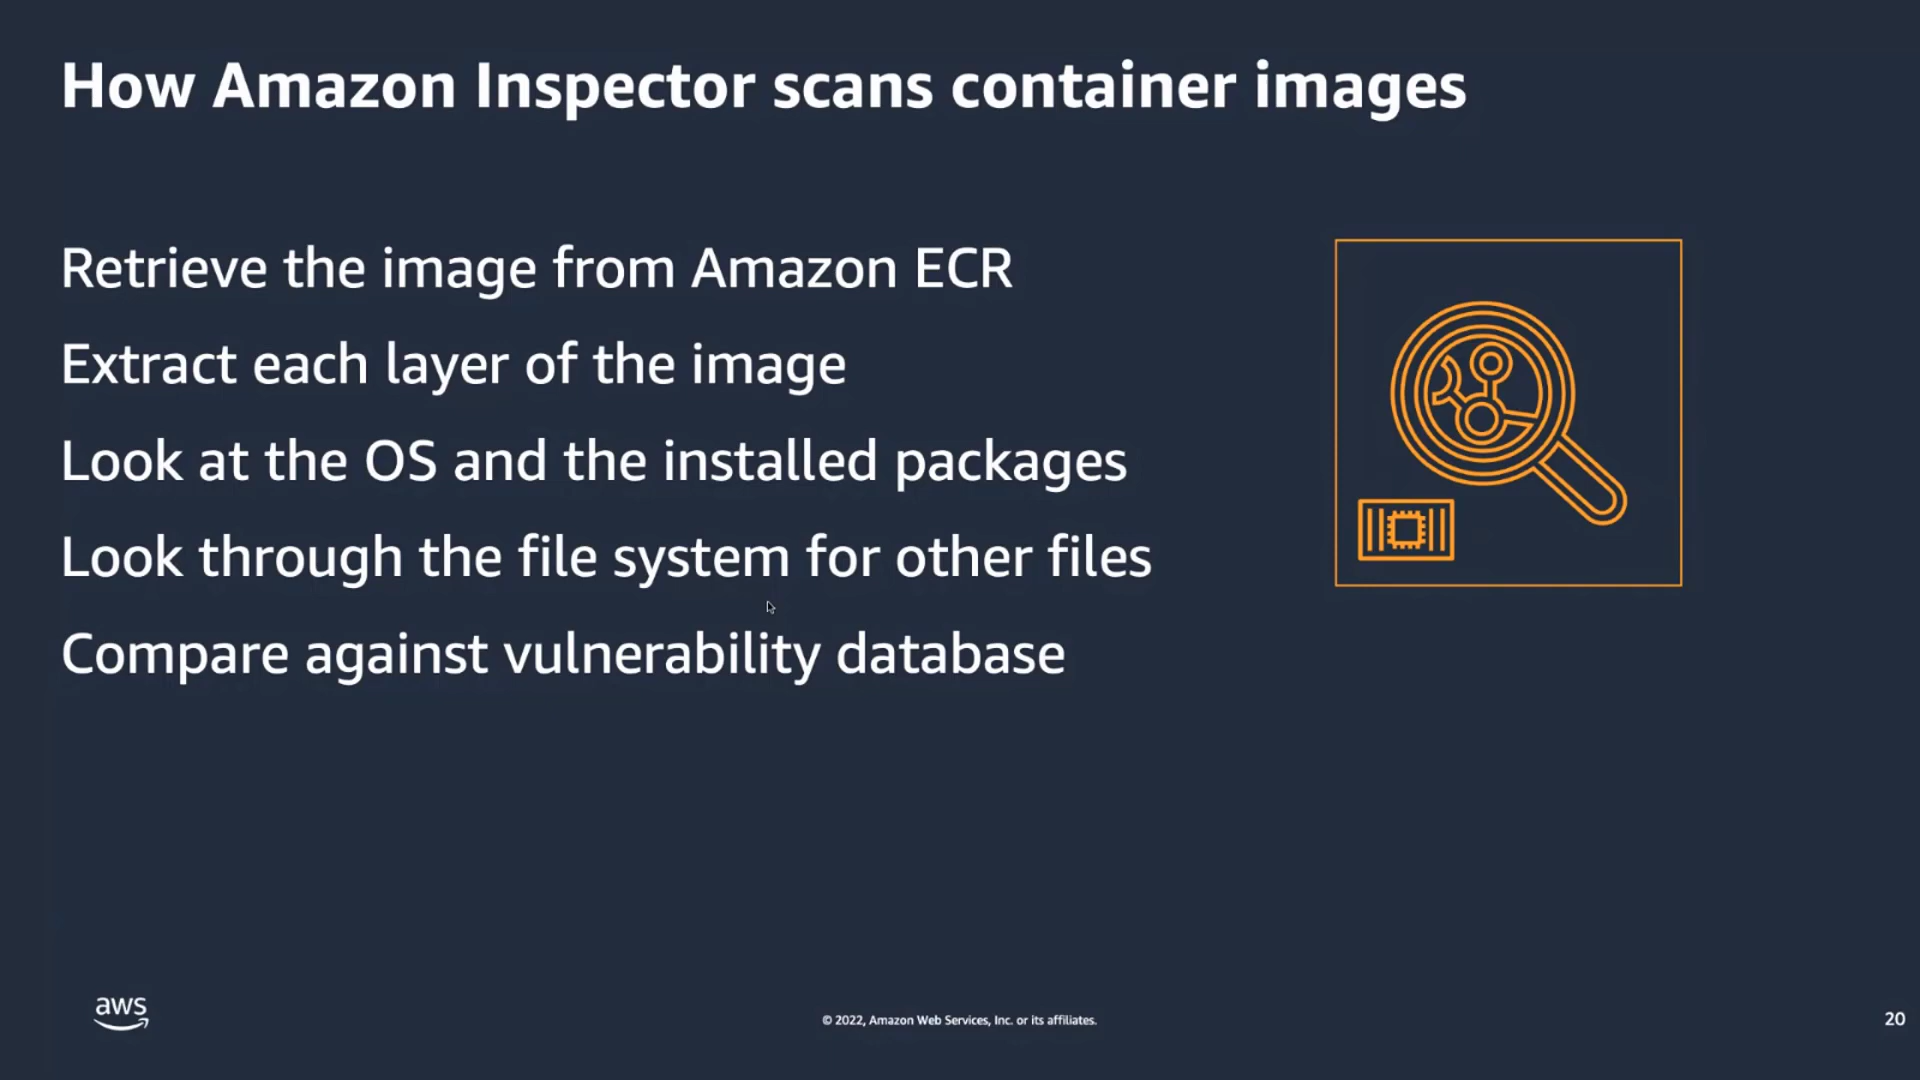 How Amazon Inspector scans container images
Retrieve the image from Amazon ECR
Extract each layer of the image
Look at the OS and the installed packages
Look through the file system for other files
Compare against vulnerability database
aws
© 2022, Amazon Web Services, Inc. or its affiliates.
20